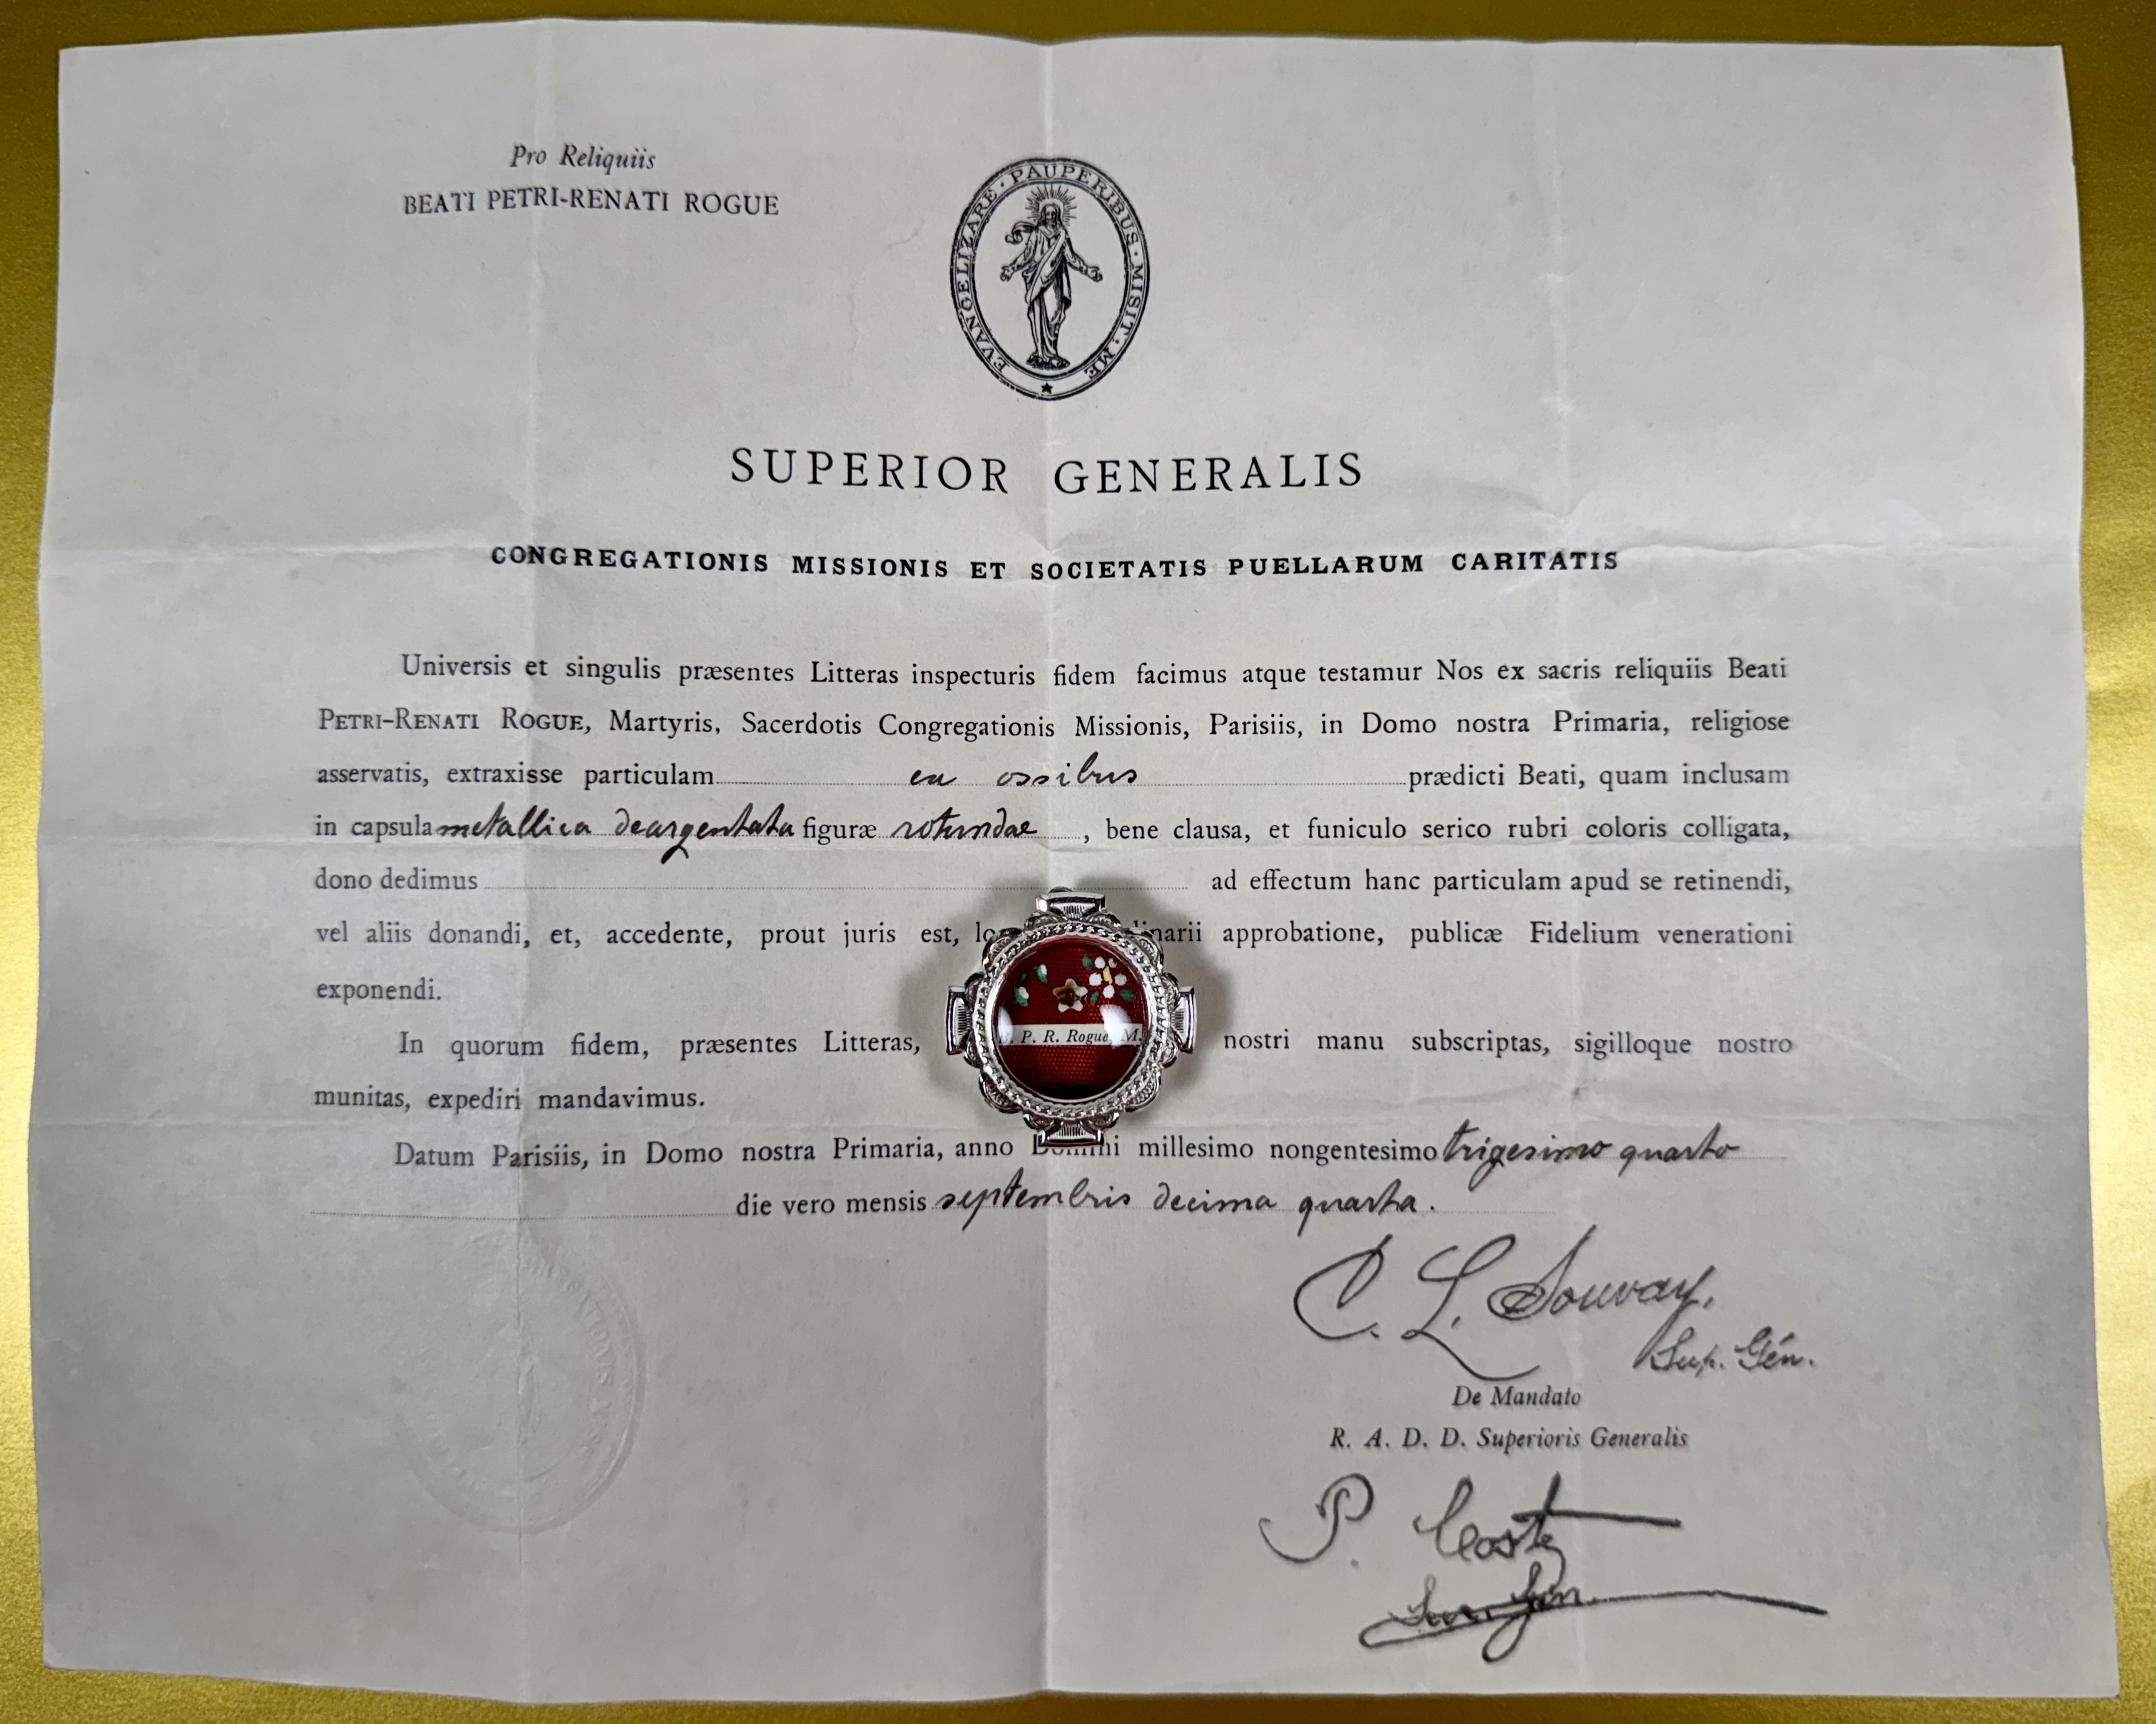 Pro Reliquiis
BEATI PETRI-RENATI ROGUE
EVANGELIZARE · PAUPERIBUS · MISIT · ME
SUPERIOR GENERALIS
CONGREGATIONIS MISSIONIS ET SOCIETATIS PUELLARUM CARITATIS
Universis et singulis præsentes Litteras inspecturis fidem facimus atque testamur Nos ex sacris reliquiis Beati
PETRI-RENATI ROGUE, Martyris, Sacerdotis Congregationis Missionis, Parisiis, in Domo nostra Primaria, religiose
asservatis, extraxisse particulam ex ossibus prædicti Beati, quam inclusam
in capsula metallica deargentata figuræ rotundae, bene clausa, et funiculo serico rubri coloris colligata,
dono dedimus ad effectum hanc particulam apud se retinendi,
vel aliis donandi, et, accedente, prout juris est, approbatione, publicæ Fidelium venerationi
exponendi.
P. R. Rogue M.
In quorum fidem, præsentes Litteras, nostri manu subscriptas, sigilloque nostro
munitas, expediri mandavimus.
Datum Parisiis, in Domo nostra Primaria, anno Domini millesimo nongentesimo trigesimo quarto
die vero mensis septembris decima quarta.
C. L. Souvay,
Sup. Gén.
De Mandato
R. A. D. D. Superioris Generalis
P. Coste